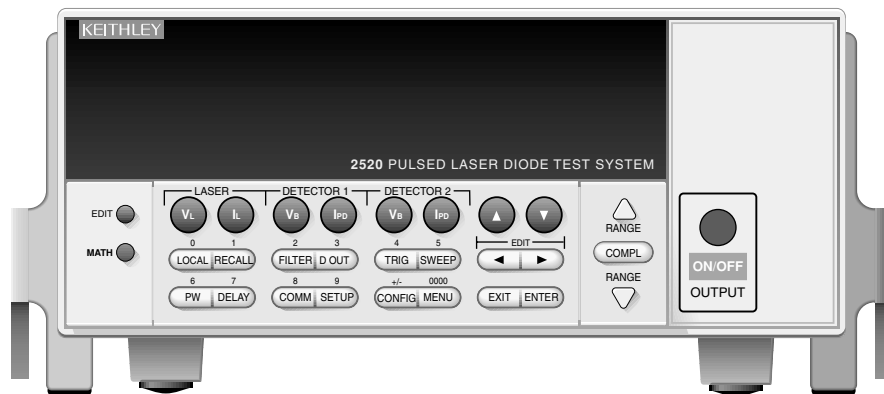 KEITHLEY
2520 PULSED LASER DIODE TEST SYSTEM
LASER DETECTOR 1 DETECTOR 2
EDIT VL IL VB IPD VB IPD ▲ ▼
RANGE
0 1 2 3 4 5 EDIT
MATH LOCAL RECALL FILTER D OUT TRIG SWEEP ◄ ► COMPL
ON/OFF
6 7 8 9 +/- 0000 RANGE
PW DELAY COMM SETUP CONFIG MENU EXIT ENTER OUTPUT